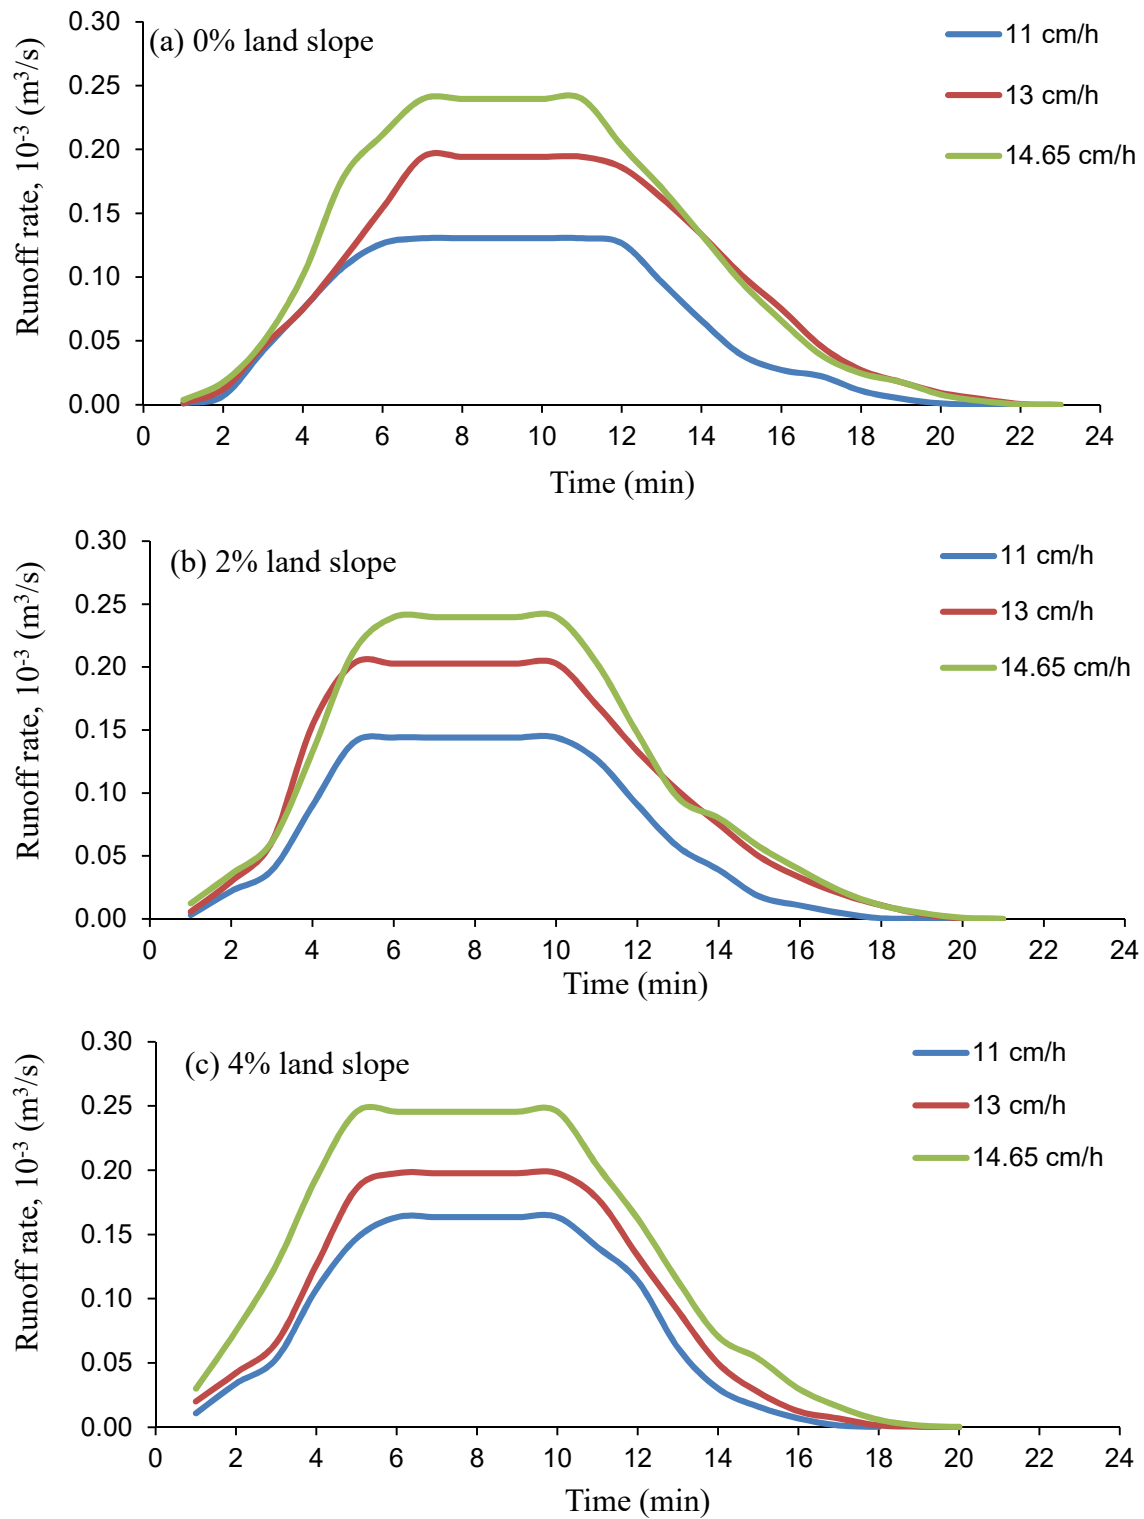 (a) 0% land slope
Runoff rate, 10⁻³ (m³/s)
0.30
0.25
0.20
0.15
0.10
0.05
0.00
11 cm/h
13 cm/h
14.65 cm/h
0 2 4 6 8 10 12 14 16 18 20 22 24
Time (min)
(b) 2% land slope
Runoff rate, 10⁻³ (m³/s)
0.30
0.25
0.20
0.15
0.10
0.05
0.00
11 cm/h
13 cm/h
14.65 cm/h
0 2 4 6 8 10 12 14 16 18 20 22 24
Time (min)
(c) 4% land slope
Runoff rate, 10⁻³ (m³/s)
0.30
0.25
0.20
0.15
0.10
0.05
0.00
11 cm/h
13 cm/h
14.65 cm/h
0 2 4 6 8 10 12 14 16 18 20 22 24
Time (min)